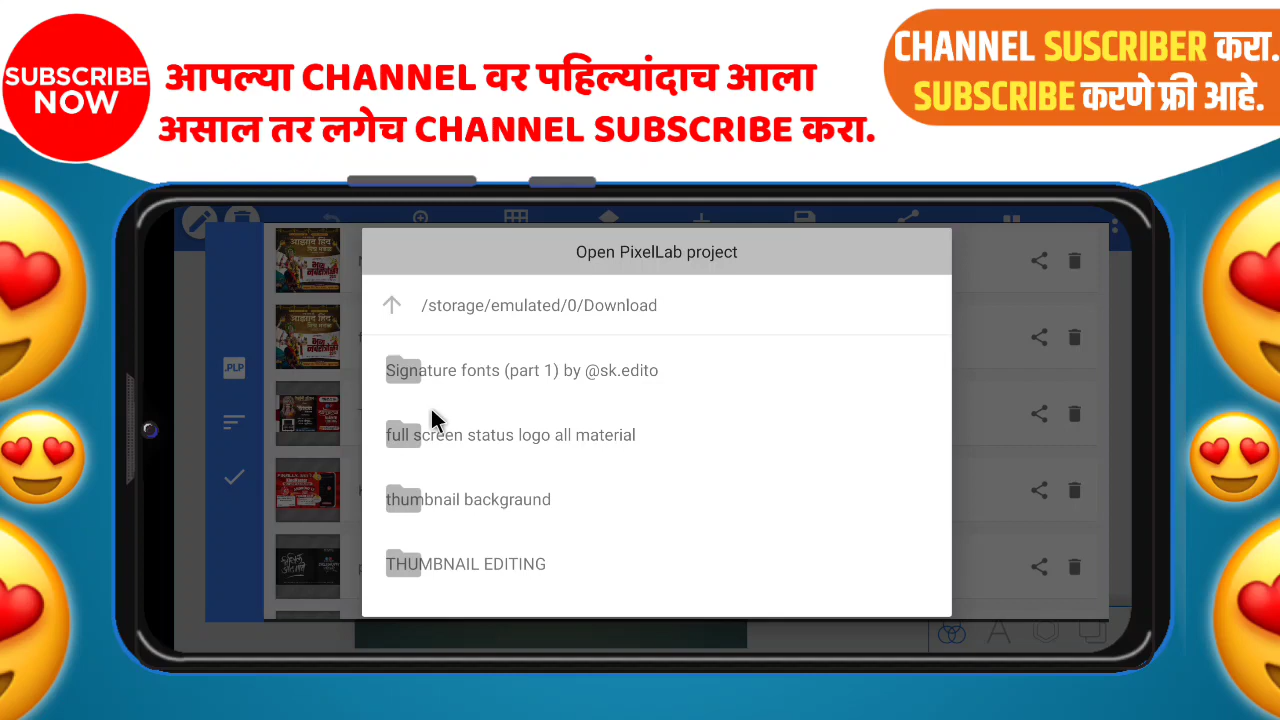 SUBSCRIBE
NOW
आपल्या CHANNEL वर पहिल्यांदाच आला
असाल तर लगेच CHANNEL SUBSCRIBE करा.
CHANNEL SUSCRIBER करा.
SUBSCRIBE करणे फ्री आहे.
Open PixelLab project
/storage/emulated/0/Download
Signature fonts (part 1) by @sk.edito
full screen status logo all material
thumbnail backgraund
THUMBNAIL EDITING
.PLP